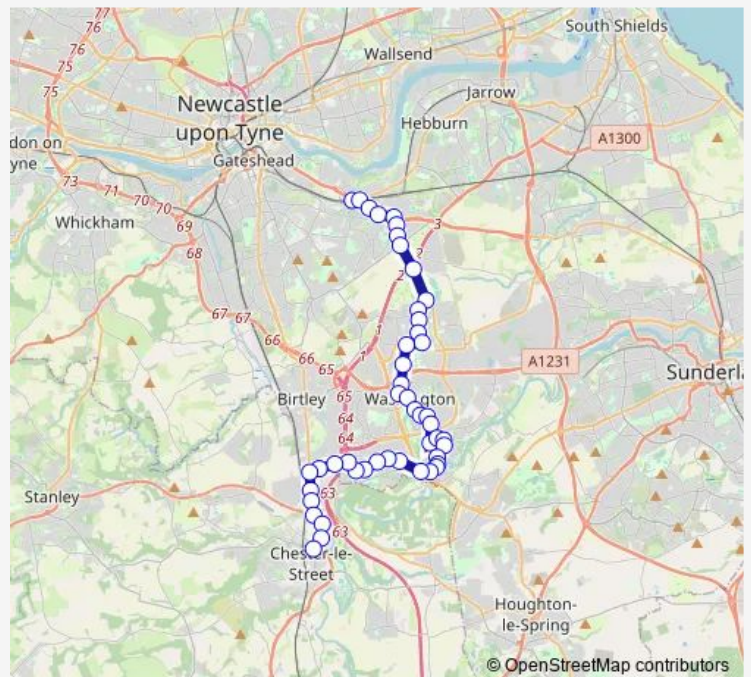 77
76
76
75
75
South Shields
Wallsend
Newcastle
upon Tyne
Jarrow
Hebburn
A1300
don on
yne
Gateshead
73
71
70
70
69
68
Whickham
3
2
2
67
67
66
66
65
1
1
A1231
Sunderla
Birtley
65
64
64
Wa
ngton
Stanley
63
63
Chester-le-
Street
Houghton-
le-Spring
© OpenStreetMap contributors